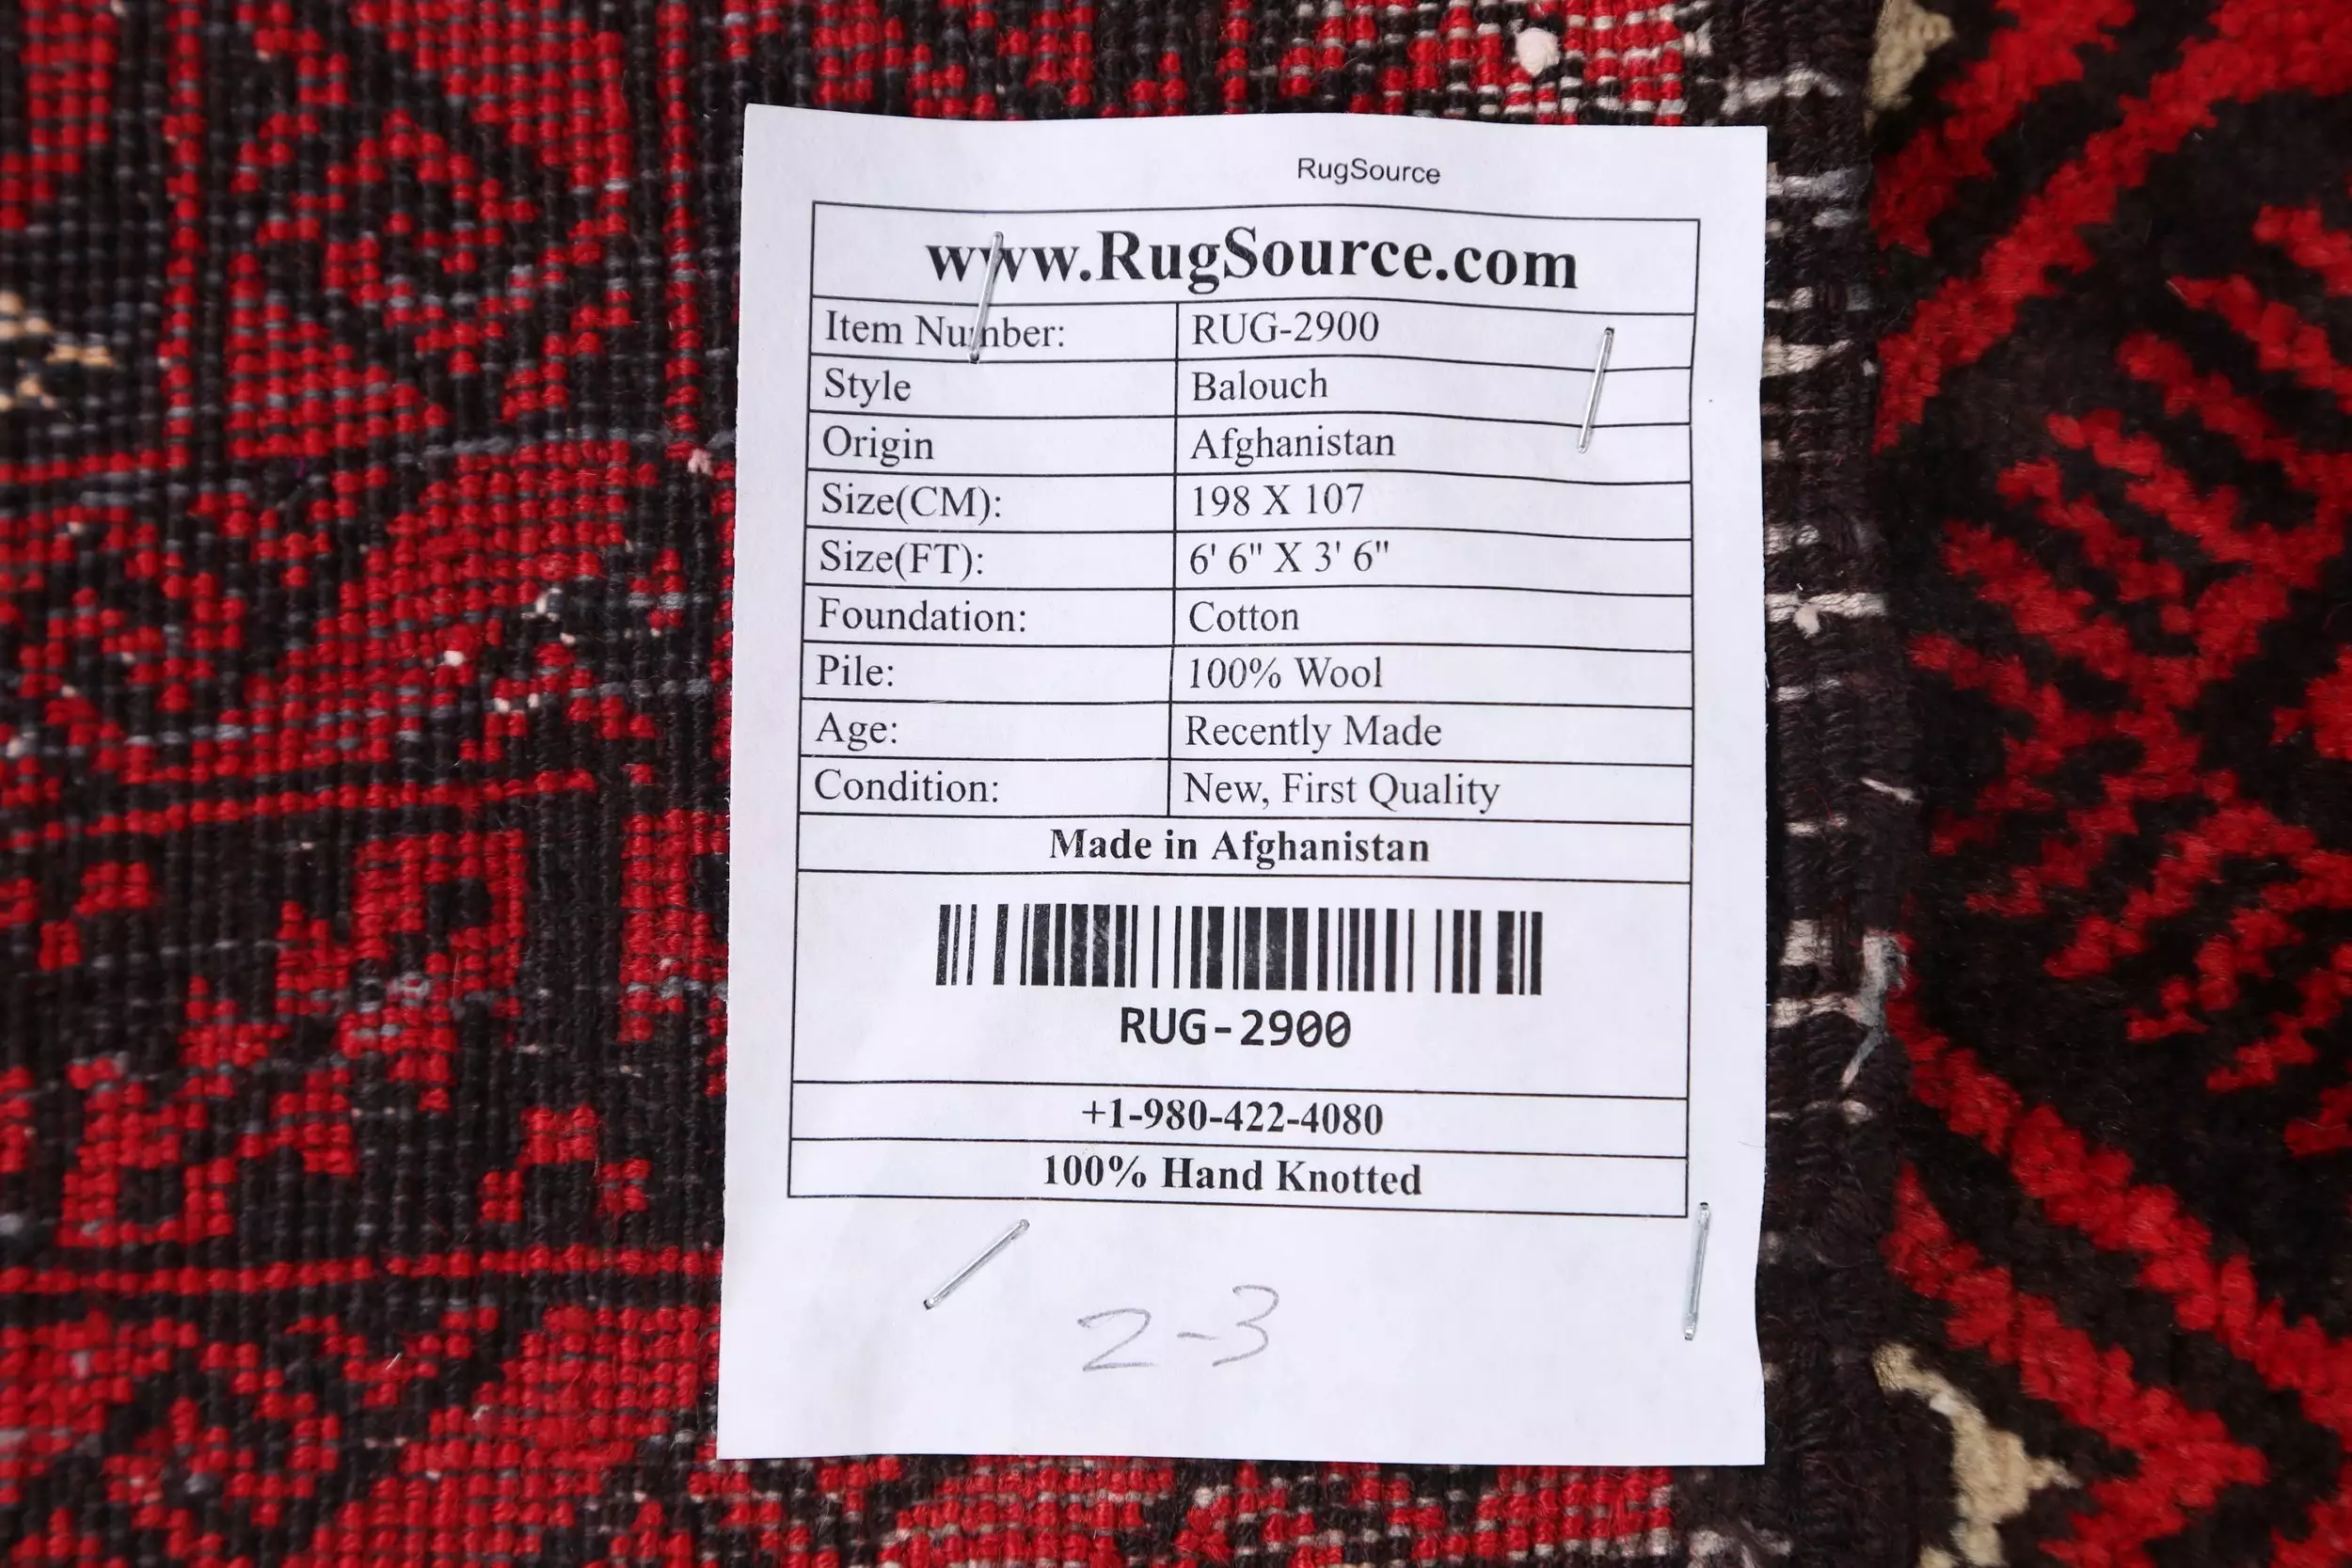 RugSource
www.RugSource.com
Item Number: RUG-2900
Style Balouch
Origin Afghanistan
Size(CM): 198 X 107
Size(FT): 6' 6" X 3' 6"
Foundation: Cotton
Pile: 100% Wool
Age: Recently Made
Condition: New, First Quality
Made in Afghanistan
RUG-2900
+1-980-422-4080
100% Hand Knotted
2-3